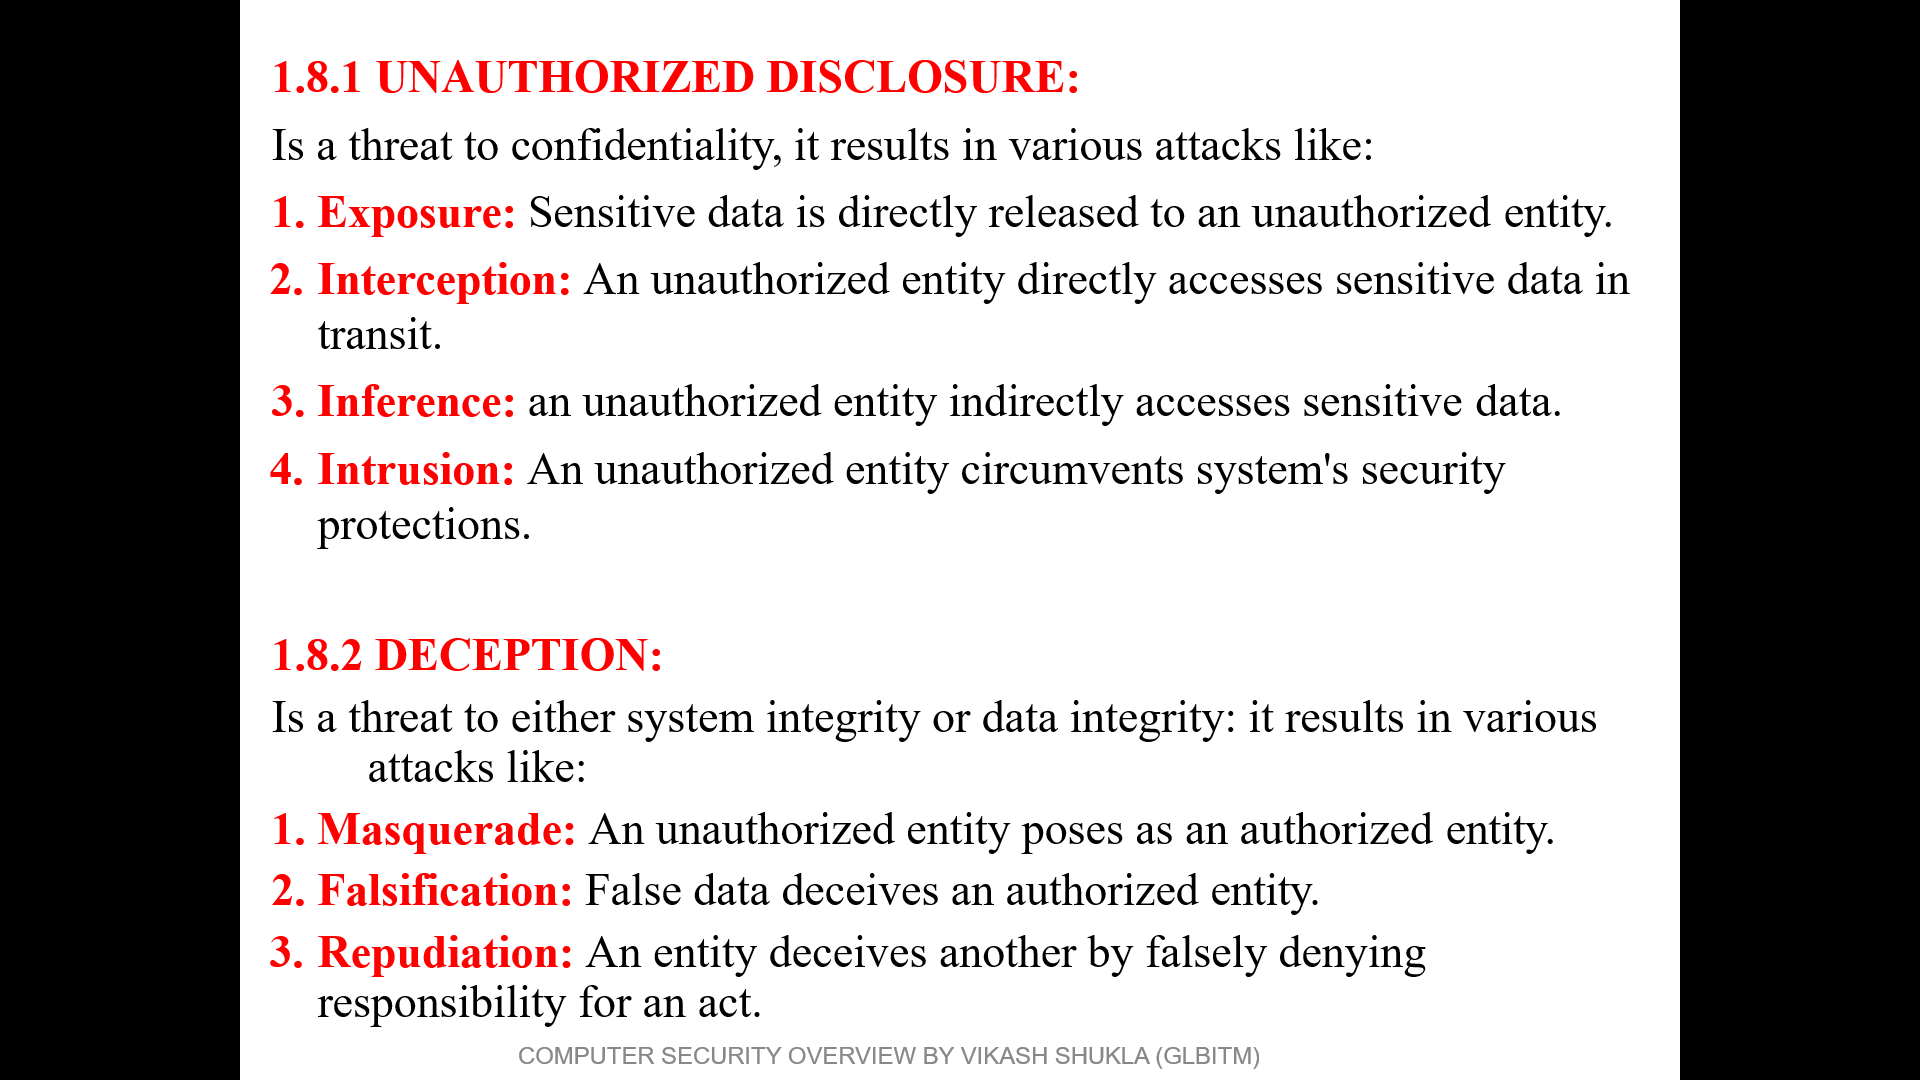 1.8.1 UNAUTHORIZED DISCLOSURE:
Is a threat to confidentiality, it results in various attacks like:
1. Exposure: Sensitive data is directly released to an unauthorized entity.
2. Interception: An unauthorized entity directly accesses sensitive data in
transit.
3. Inference: an unauthorized entity indirectly accesses sensitive data.
4. Intrusion: An unauthorized entity circumvents system's security
protections.
1.8.2 DECEPTION:
Is a threat to either system integrity or data integrity: it results in various
attacks like:
1. Masquerade: An unauthorized entity poses as an authorized entity.
2. Falsification: False data deceives an authorized entity.
3. Repudiation: An entity deceives another by falsely denying
responsibility for an act.
COMPUTER SECURITY OVERVIEW BY VIKASH SHUKLA (GLBITM)